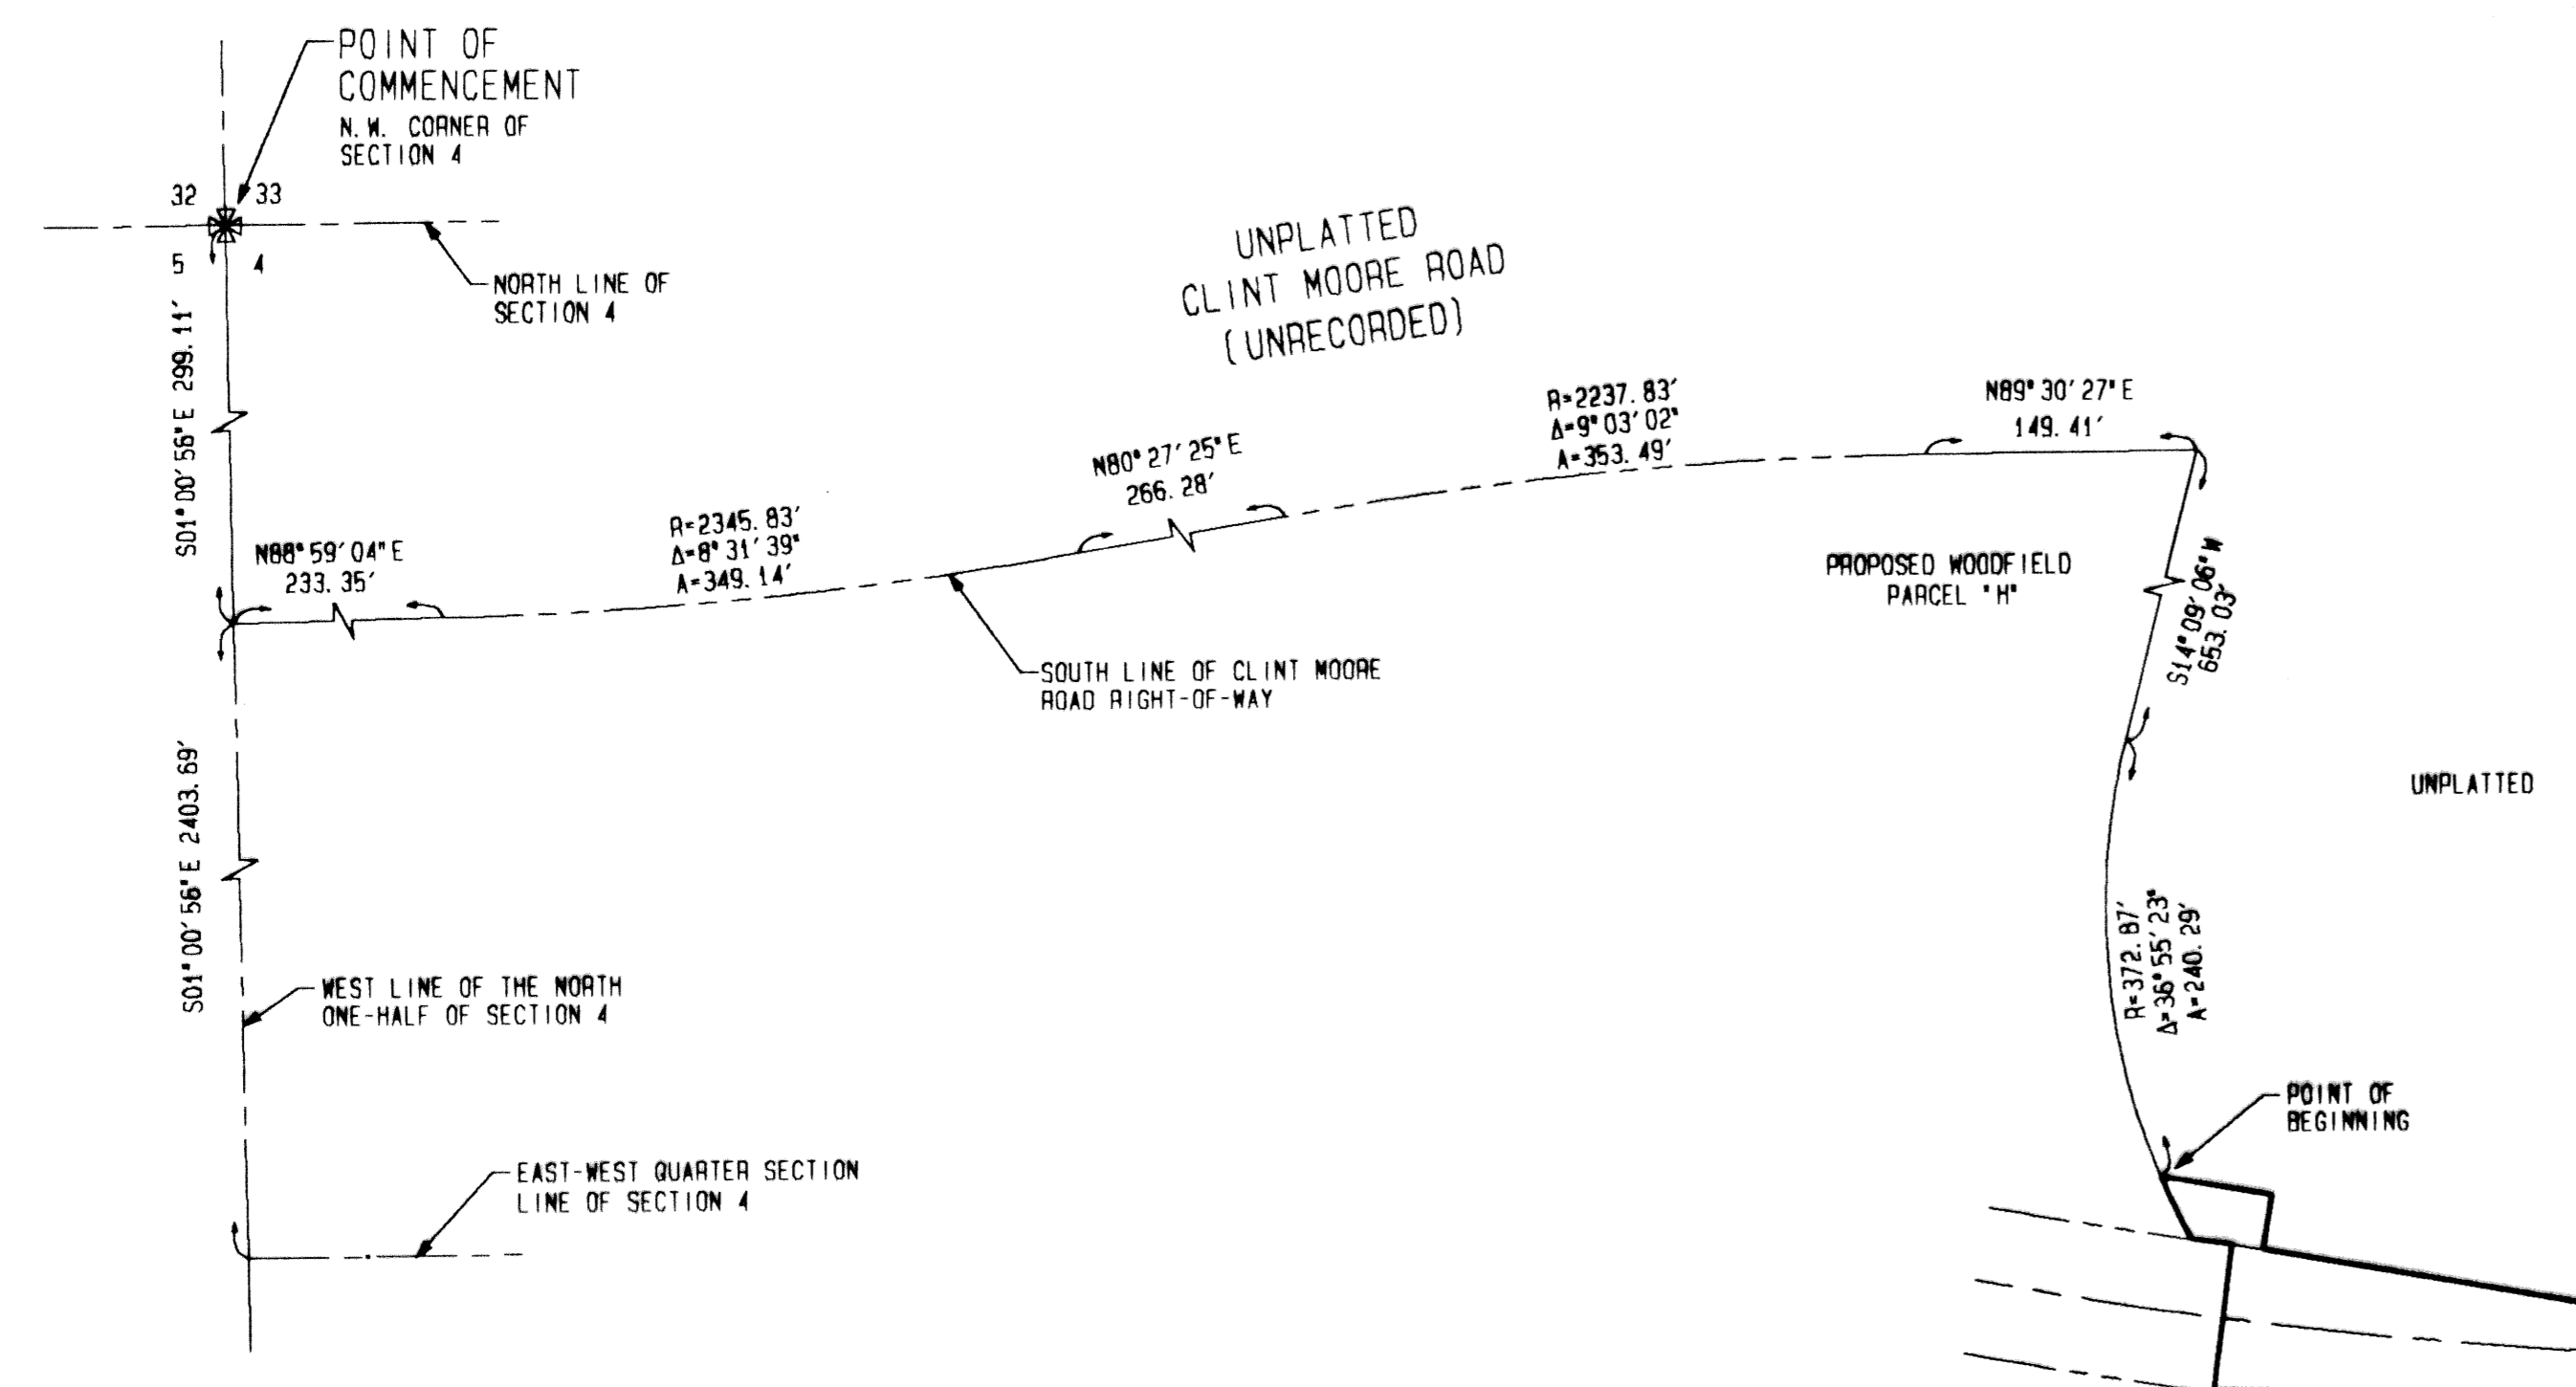 POINT OF
COMMENCEMENT
N. W. CORNER OF
SECTION 4
32
33
5
4
NORTH LINE OF
SECTION 4
S01°00'56"E 299.11'
UNPLATTED
CLINT MOORE ROAD
(UNRECORDED)
N88°59'04"E
233.35'
R=2345.83'
Δ=8°31'39"
A=349.14'
N80°27'25"E
266.28'
R=2237.83'
Δ=9°03'02"
A=353.49'
N89°30'27"E
149.41'
SOUTH LINE OF CLINT MOORE
ROAD RIGHT-OF-WAY
PROPOSED WOODFIELD
PARCEL "H"
S14°09'06"W
653.03'
UNPLATTED
S01°00'56"E 2403.69'
R=372.87'
Δ=36°55'23"
A=240.29'
WEST LINE OF THE NORTH
ONE-HALF OF SECTION 4
POINT OF
BEGINNING
EAST-WEST QUARTER SECTION
LINE OF SECTION 4